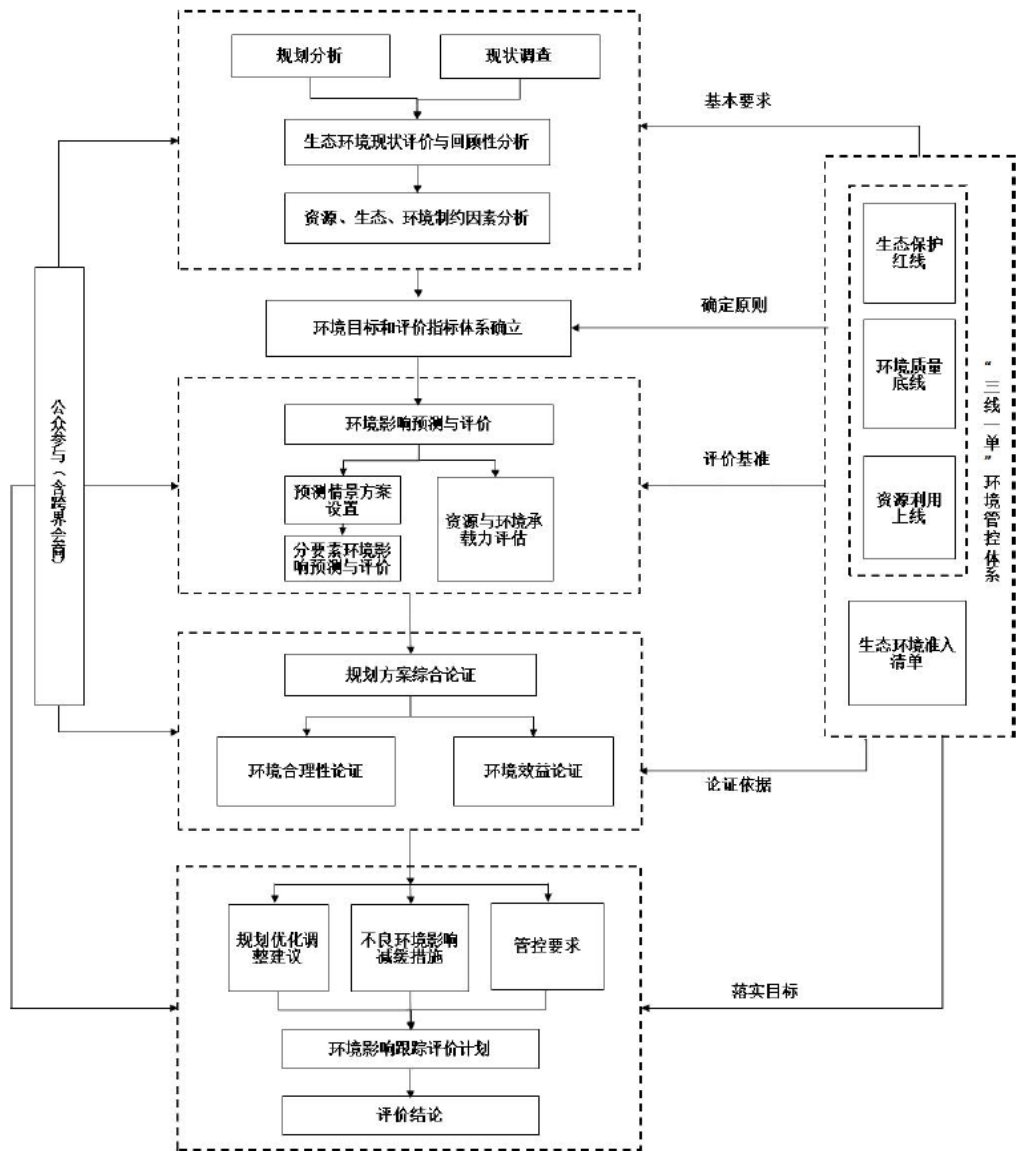 规划分析
现状调查
基本要求
生态环境现状评价与回顾性分析
资源、生态、环境制约因素分析
生态保护
红线
确定原则
环境目标和评价指标体系确立
环境质量
底线
“三线一单”环境管控体系
公众参与（含跨界会商）
环境影响预测与评价
评价基准
预测情景方案
设置
资源与环境承
载力评估
资源利用
上线
分要素环境影
响预测与评价
生态环境准入
清单
规划方案综合论证
环境合理性论证
环境效益论证
论证依据
规划优化调
整建议
不良环境影响
减缓措施
管控要求
落实目标
环境影响跟踪评价计划
评价结论